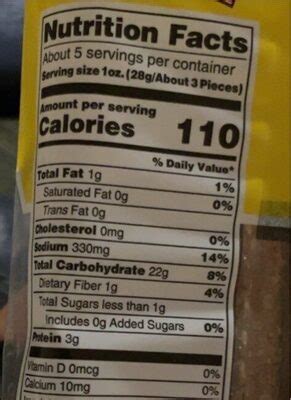 Nutrition Facts
About 5 servings per container
Serving size 1oz. (28g/About 3 Pieces)
Amount per serving
Calories 110
% Daily Value*
Total Fat 1g 1%
Saturated Fat 0g 0%
Trans Fat 0g
Cholesterol 0mg 0%
Sodium 330mg 14%
Total Carbohydrate 22g 8%
Dietary Fiber 1g 4%
Total Sugars less than 1g
Includes 0g Added Sugars 0%
Protein 3g
Vitamin D 0mcg 0%
Calcium 10mg 0%